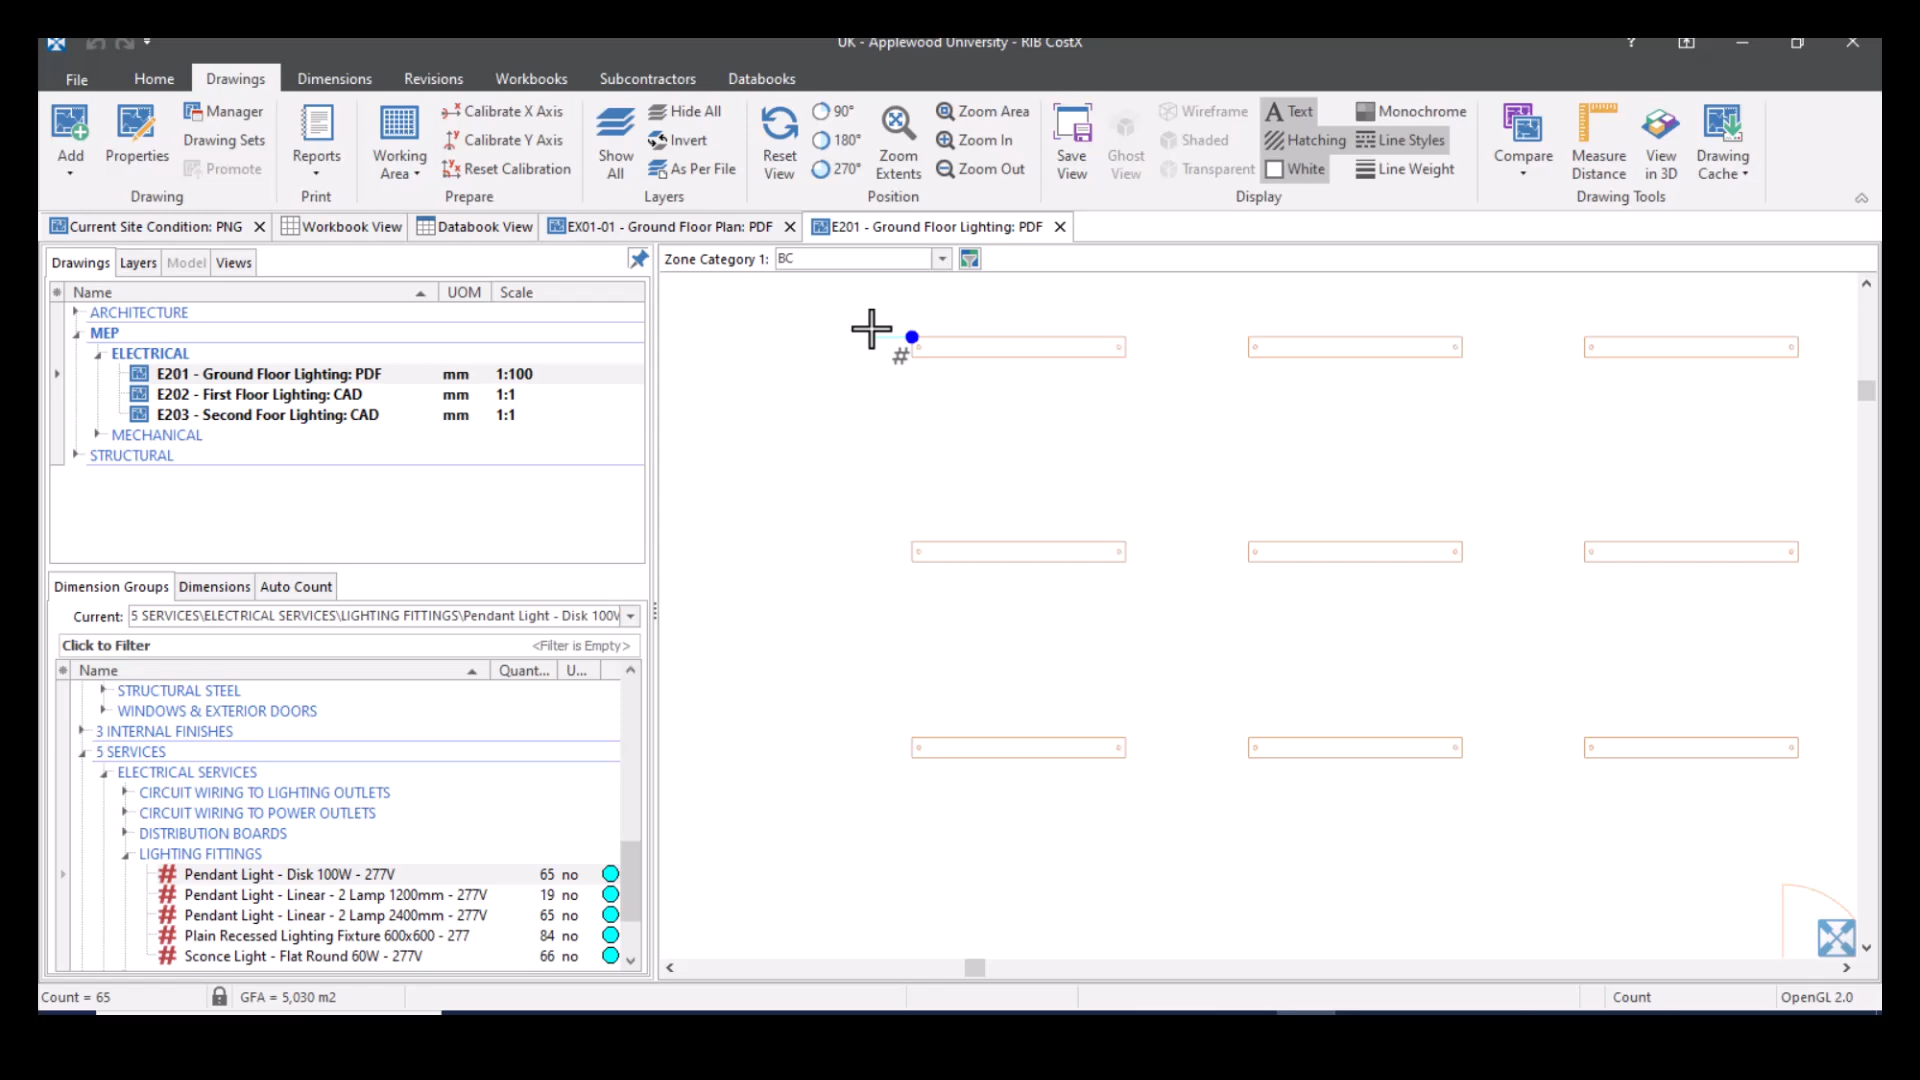 UK - Applewood University - RIB CostX
?
File Home Drawings Dimensions Revisions Workbooks Subcontractors Databooks
Add
Properties
Manager
Drawing Sets
Promote
Drawing
Reports
Print
Working
Area
Calibrate X Axis
Calibrate Y Axis
Reset Calibration
Prepare
Show
All
Hide All
Invert
As Per File
Layers
Reset
View
90°
180°
270°
Zoom
Extents
Zoom Area
Zoom In
Zoom Out
Position
Save
View
Ghost
View
Wireframe
Shaded
Transparent
Text
Hatching
White
Monochrome
Line Styles
Line Weight
Display
Compare
Measure
Distance
View
in 3D
Drawing
Cache
Drawing Tools
Current Site Condition: PNG Workbook View Databook View EX01-01 - Ground Floor Plan: PDF E201 - Ground Floor Lighting: PDF
Drawings Layers Model Views
Zone Category 1: BC
Name UOM Scale
ARCHITECTURE
MEP
ELECTRICAL
E201 - Ground Floor Lighting: PDF mm 1:100
E202 - First Floor Lighting: CAD mm 1:1
E203 - Second Foor Lighting: CAD mm 1:1
MECHANICAL
STRUCTURAL
Dimension Groups Dimensions Auto Count
Current: 5 SERVICES\ELECTRICAL SERVICES\LIGHTING FITTINGS\Pendant Light - Disk 100W
Click to Filter <Filter is Empty>
Name Quant... U...
STRUCTURAL STEEL
WINDOWS & EXTERIOR DOORS
3 INTERNAL FINISHES
5 SERVICES
ELECTRICAL SERVICES
CIRCUIT WIRING TO LIGHTING OUTLETS
CIRCUIT WIRING TO POWER OUTLETS
DISTRIBUTION BOARDS
LIGHTING FITTINGS
# Pendant Light - Disk 100W - 277V 65 no
# Pendant Light - Linear - 2 Lamp 1200mm - 277V 19 no
# Pendant Light - Linear - 2 Lamp 2400mm - 277V 65 no
# Plain Recessed Lighting Fixture 600x600 - 277 84 no
# Sconce Light - Flat Round 60W - 277V 66 no
#
Count = 65 GFA = 5,030 m2 Count OpenGL 2.0